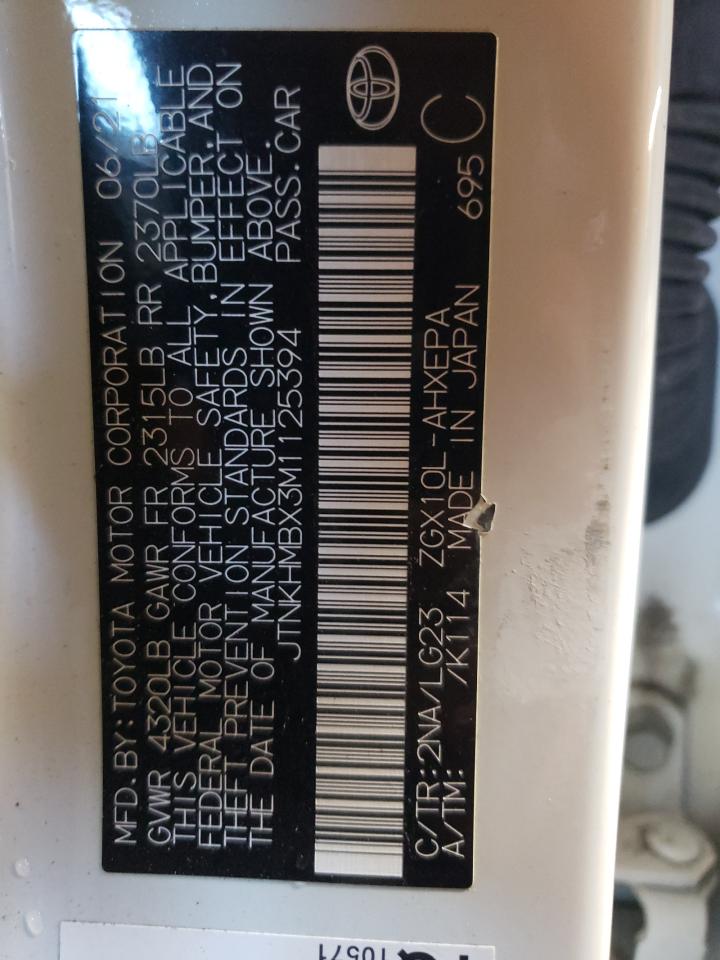 MFD. BY: TOYOTA MOTOR CORPORATION 06/21
GVWR 4320LB GAWR FR 2315LB RR 2370LB
THIS VEHICLE CONFORMS TO ALL APPLICABLE
FEDERAL MOTOR VEHICLE SAFETY, BUMPER, AND
THEFT PREVENTION STANDARDS IN EFFECT ON
THE DATE OF MANUFACTURE SHOWN ABOVE.
JTNKHMBX3M1125394 PASS. CAR
C/TR: 2NA/LG23 ZGX10L-AHXEPA
A/TM: /K114 MADE IN JAPAN 695 C
10571